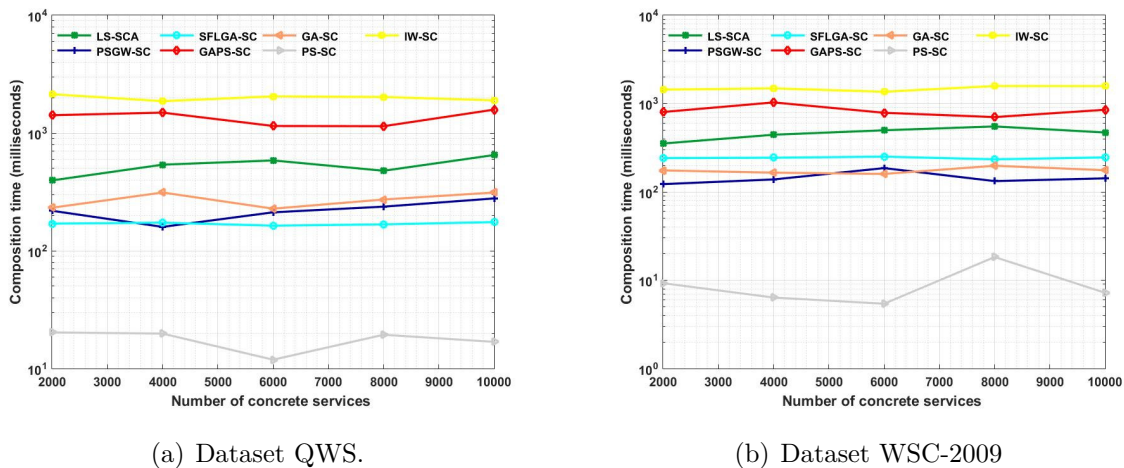 10^4
LS-SCA SFLGA-SC GA-SC IW-SC
PSGW-SC GAPS-SC PS-SC
10^3
10^2
10^1
Composition time (milliseconds)
2000 3000 4000 5000 6000 7000 8000 9000 10000
Number of concrete services
(a) Dataset QWS.
10^4
LS-SCA SFLGA-SC GA-SC IW-SC
PSGW-SC GAPS-SC PS-SC
10^3
10^2
10^1
10^0
Composition time (milliseconds)
2000 3000 4000 5000 6000 7000 8000 9000 10000
Number of concrete services
(b) Dataset WSC-2009